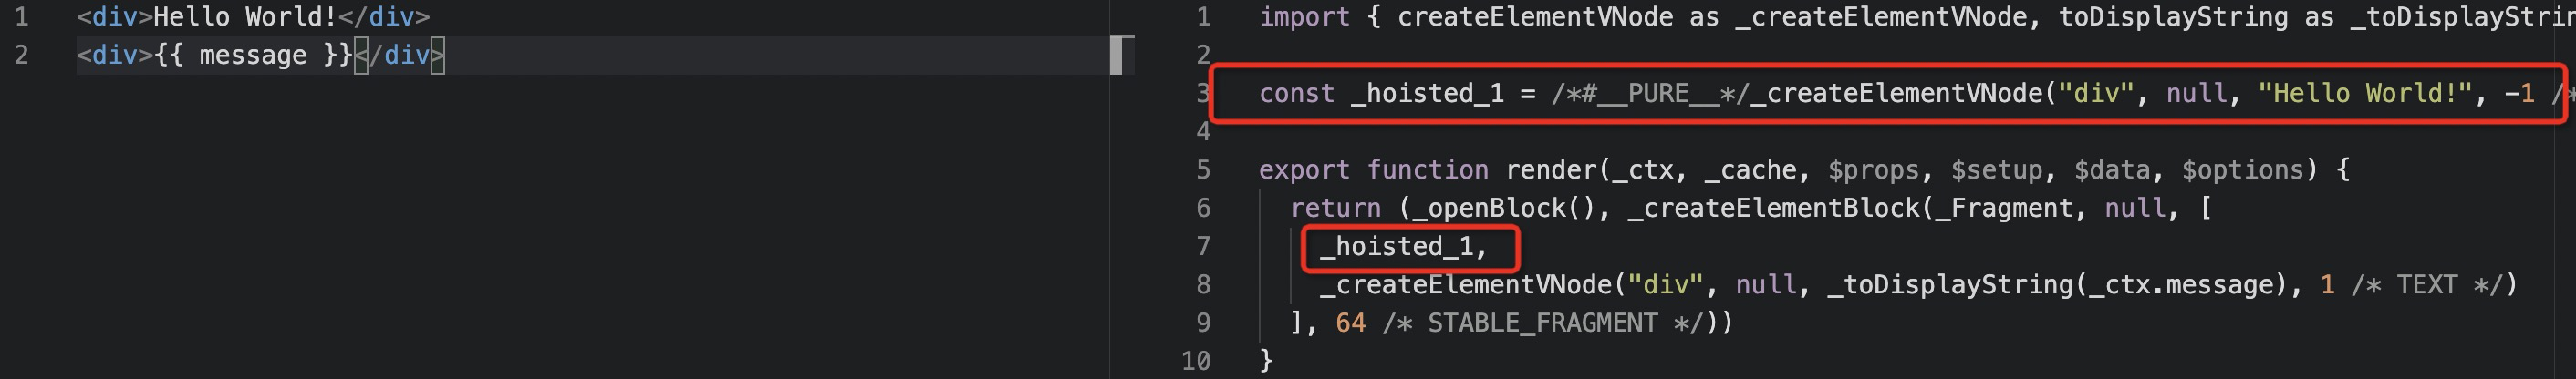 1 <div>Hello World!</div>
2 <div>{{ message }}</div>
1 import { createElementVNode as _createElementVNode, toDisplayString as _toDisplayStrin
2
3 const _hoisted_1 = /*#__PURE__*/_createElementVNode("div", null, "Hello World!", -1 /*
4
5 export function render(_ctx, _cache, $props, $setup, $data, $options) {
6 return (_openBlock(), _createElementBlock(_Fragment, null, [
7 _hoisted_1,
8 _createElementVNode("div", null, _toDisplayString(_ctx.message), 1 /* TEXT */)
9 ], 64 /* STABLE_FRAGMENT */))
10 }